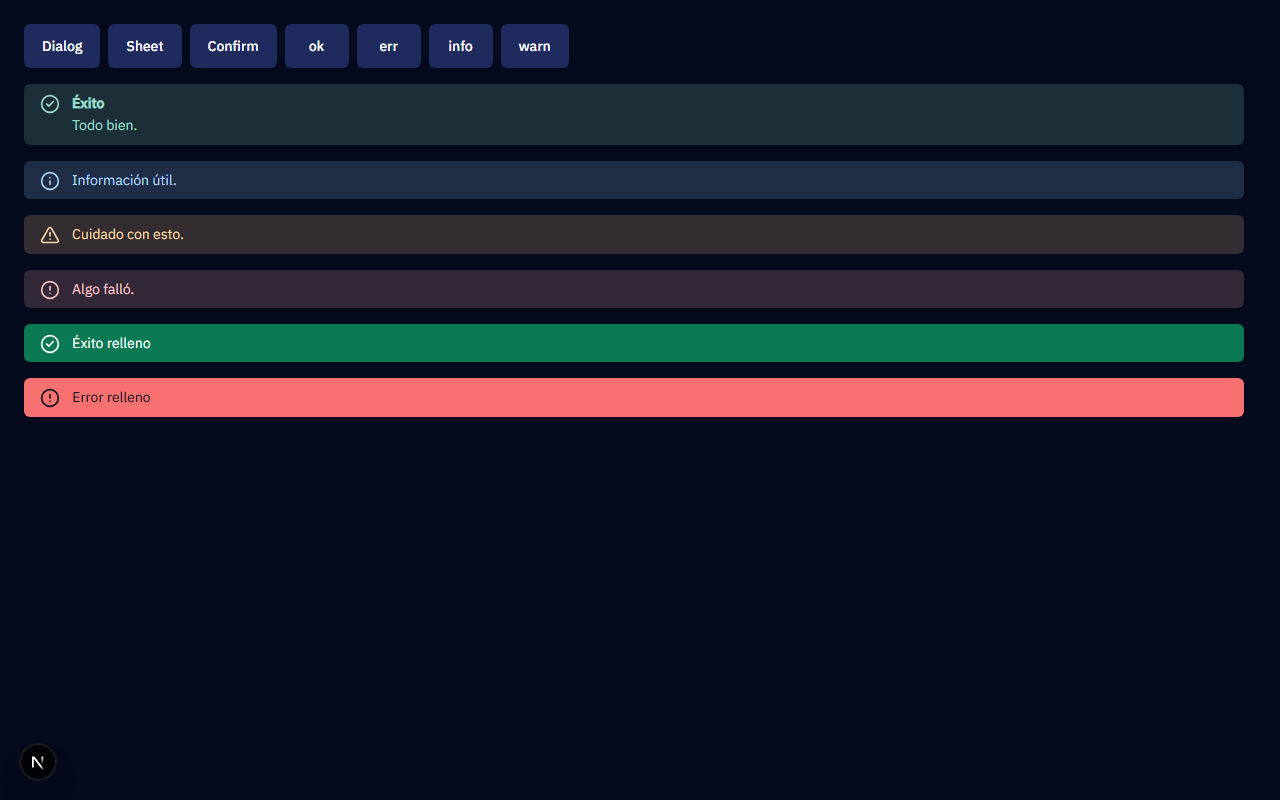 Dialog Sheet Confirm ok err info warn
Éxito
Todo bien.
Información útil.
Cuidado con esto.
Algo falló.
Éxito relleno
Error relleno
N